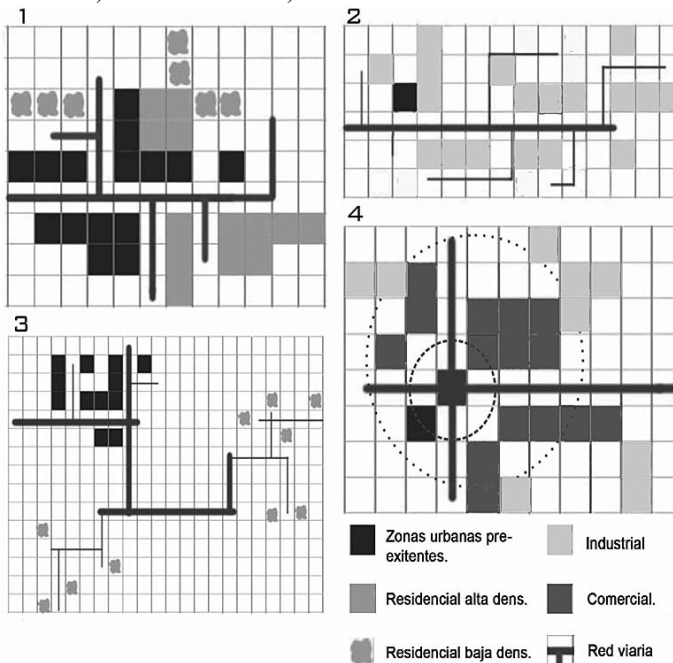 1
2
3
4
Zonas urbanas pre-
exitentes.
Industrial
Residencial alta dens.
Comercial.
Residencial baja dens.
Red viaria